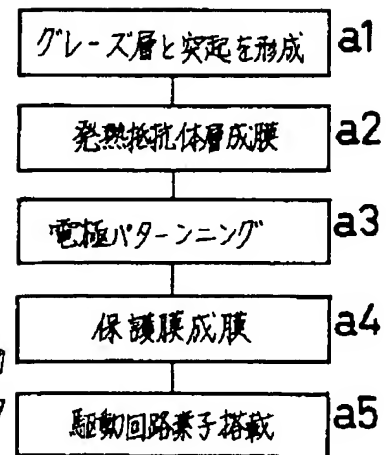 グレーズ層と突起を形成 a1
発熱抵抗体層成膜 a2
電極パターンニング a3
保護膜成膜 a4
駆動回路素子搭載 a5